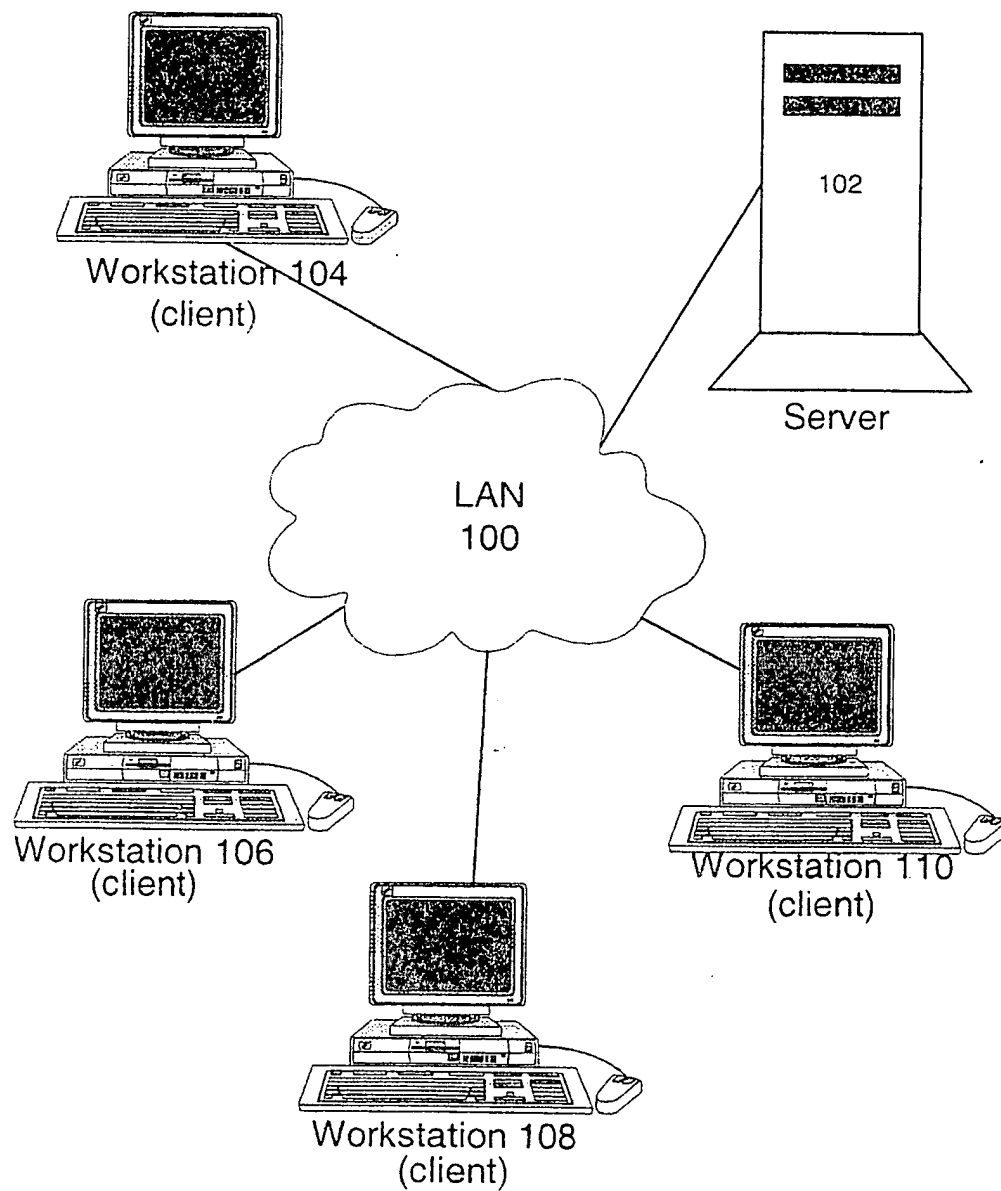 102
Workstation 104
(client)
Server
LAN
100
Workstation 106
(client)
Workstation 110
(client)
Workstation 108
(client)